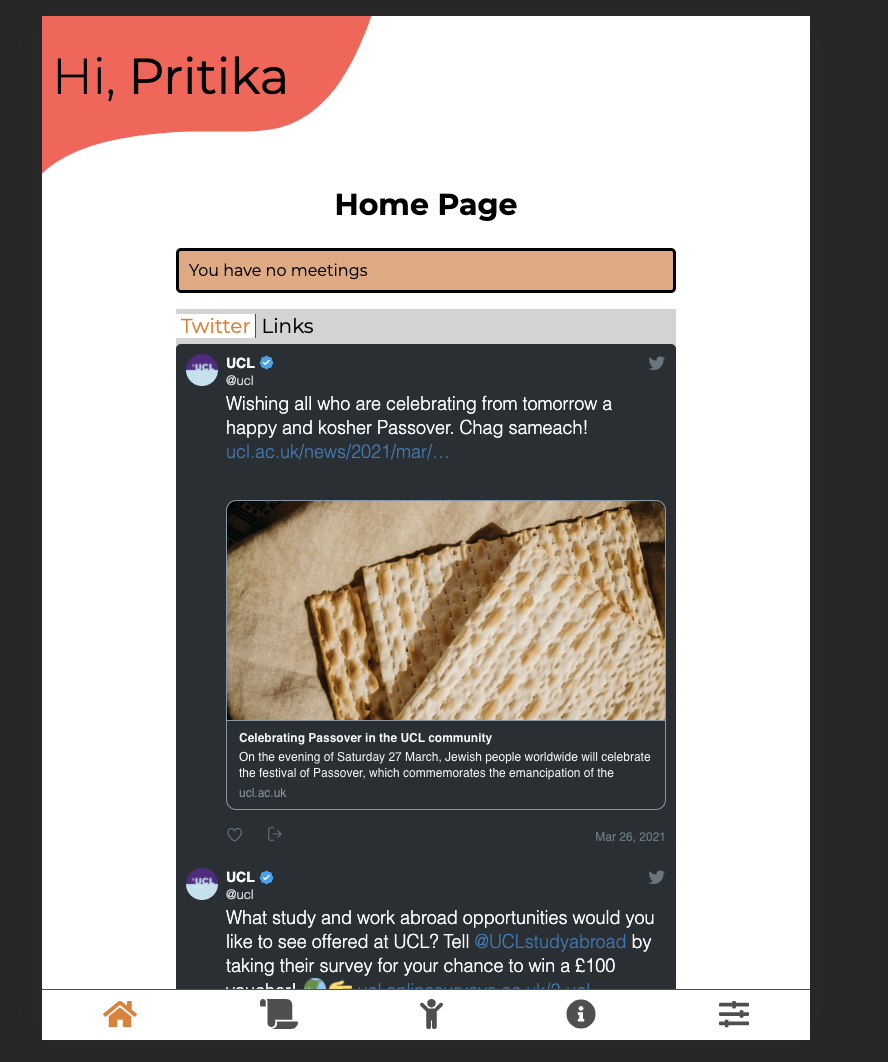 Hi, Pritika
Home Page
You have no meetings
Twitter Links
UCL
@ucl
Wishing all who are celebrating from tomorrow a
happy and kosher Passover. Chag sameach!
ucl.ac.uk/news/2021/mar/…
Celebrating Passover in the UCL community
On the evening of Saturday 27 March, Jewish people worldwide will celebrate
the festival of Passover, which commemorates the emancipation of the
ucl.ac.uk
Mar 26, 2021
UCL
@ucl
What study and work abroad opportunities would you
like to see offered at UCL? Tell @UCLstudyabroad by
taking their survey for your chance to win a £100
voucher! 🌍👉